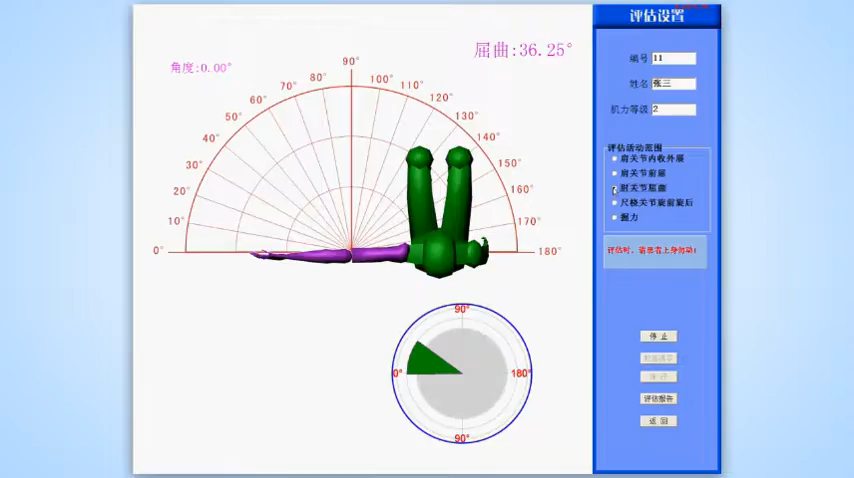 评估设置
屈曲:36.25°
角度:0.00°
90°
80°
100°
70°
110°
60°
120°
50°
130°
40°
140°
30°
150°
20°
160°
10°
170°
0°
180°
编号 11
姓名 张三
肌力等级 2
评估活动范围
肩关节内收外展
肩关节前屈
肘关节屈曲
尺桡关节旋前旋后
握力
评估时，请患者上身勿动！
停 止
评估报告
返 回
90°
0°
180°
90°